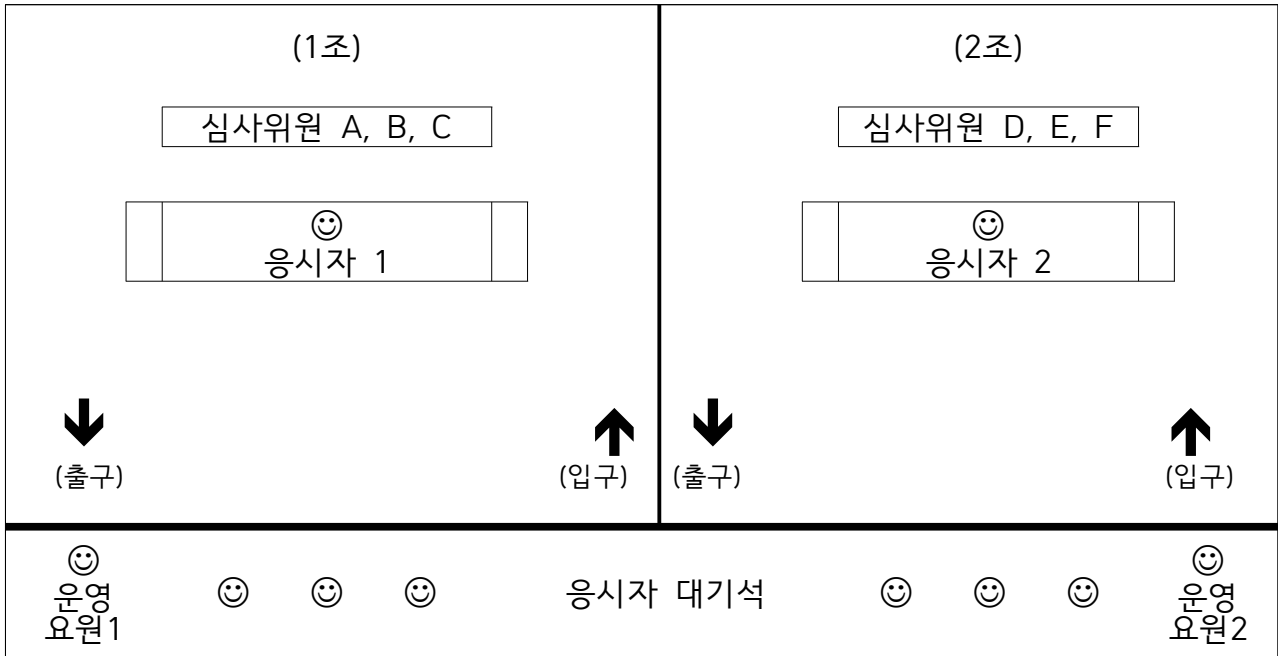 (1조)
(2조)
심사위원 A, B, C
심사위원 D, E, F
응시자 1
응시자 2
(출구)
(입구)
(출구)
(입구)
운영
요원1
응시자 대기석
운영
요원2